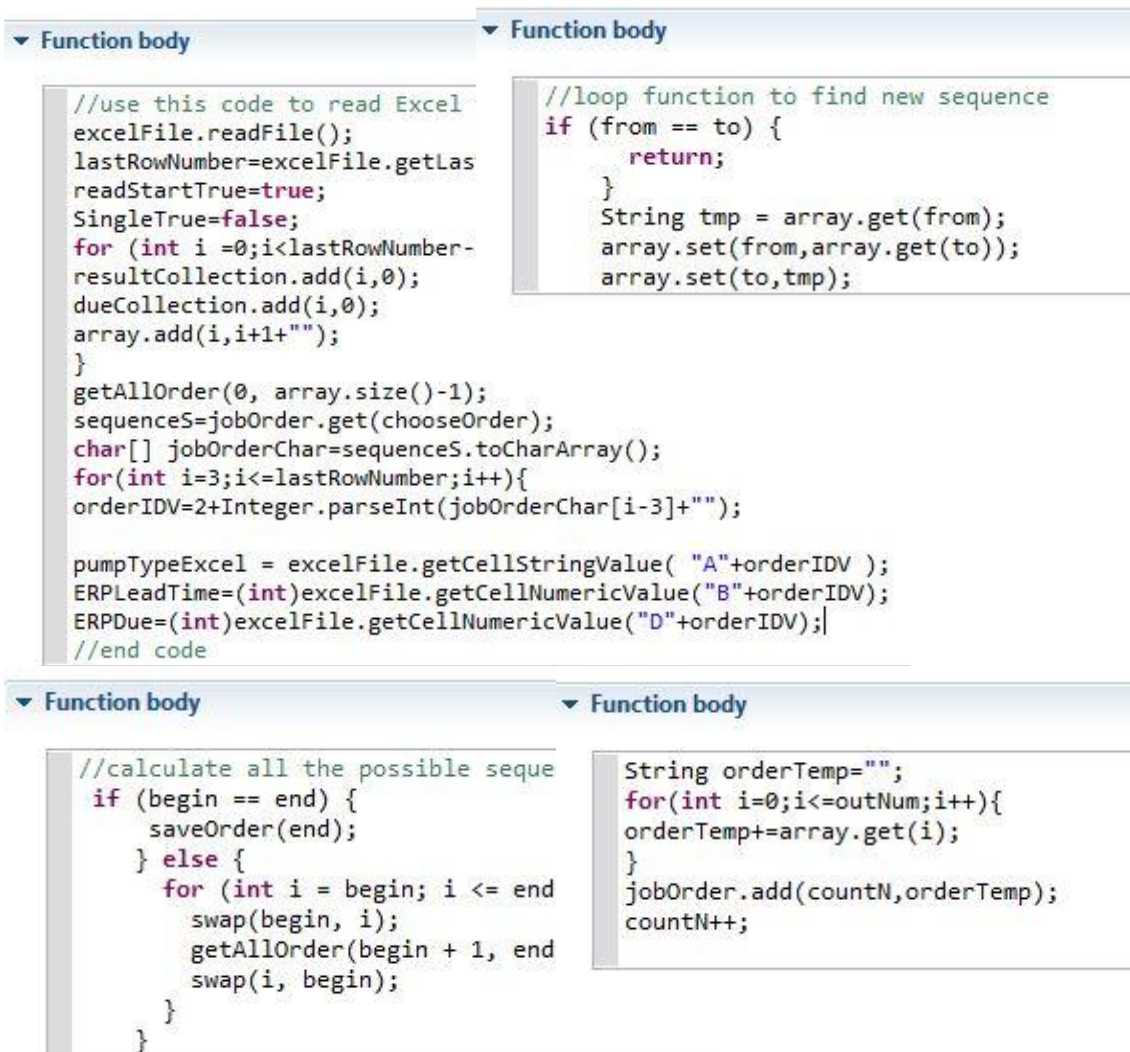 Function body
//use this code to read Excel
excelFile.readFile();
lastRowNumber=excelFile.getLas
readStartTrue=true;
SingleTrue=false;
for (int i =0;i<lastRowNumber-
resultCollection.add(i,0);
dueCollection.add(i,0);
array.add(i,i+1+"");
}
getAllOrder(0, array.size()-1);
sequenceS=jobOrder.get(chooseOrder);
char[] jobOrderChar=sequenceS.toCharArray();
for(int i=3;i<=lastRowNumber;i++){
orderIDV=2+Integer.parseInt(jobOrderChar[i-3]+"");
pumpTypeExcel = excelFile.getCellStringValue( "A"+orderIDV );
ERPLeadTime=(int)excelFile.getCellNumericValue("B"+orderIDV);
ERPDue=(int)excelFile.getCellNumericValue("D"+orderIDV);
//end code
Function body
//loop function to find new sequence
if (from == to) {
return;
}
String tmp = array.get(from);
array.set(from,array.get(to));
array.set(to,tmp);
Function body
//calculate all the possible seque
if (begin == end) {
saveOrder(end);
} else {
for (int i = begin; i <= end
swap(begin, i);
getAllOrder(begin + 1, end
swap(i, begin);
}
}
Function body
String orderTemp="";
for(int i=0;i<=outNum;i++){
orderTemp+=array.get(i);
}
jobOrder.add(countN,orderTemp);
countN++;